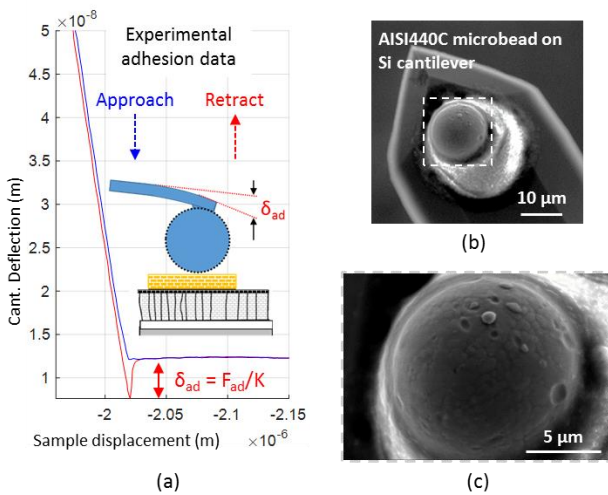 ×10⁻⁸
5
4.5
4
3.5
3
2.5
2
1.5
1
Cant. Deflection (m)
Experimental
adhesion data
Approach
Retract
δad
δad = Fad/K
-2
-2.05
-2.1
-2.15
Sample displacement (m)
×10⁻⁶
(a)
AISI440C microbead on
Si cantilever
10 µm
(b)
5 µm
(c)